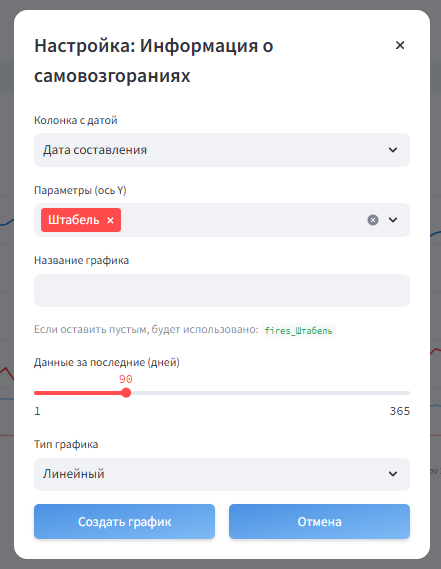 Настройка: Информация о
самовозгораниях
Колонка с датой
Дата составления
Параметры (ось Y)
Штабель
Название графика
Если оставить пустым, будет использовано: fires_Штабель
Данные за последние (дней)
90
1 365
Тип графика
Линейный
Создать график Отмена